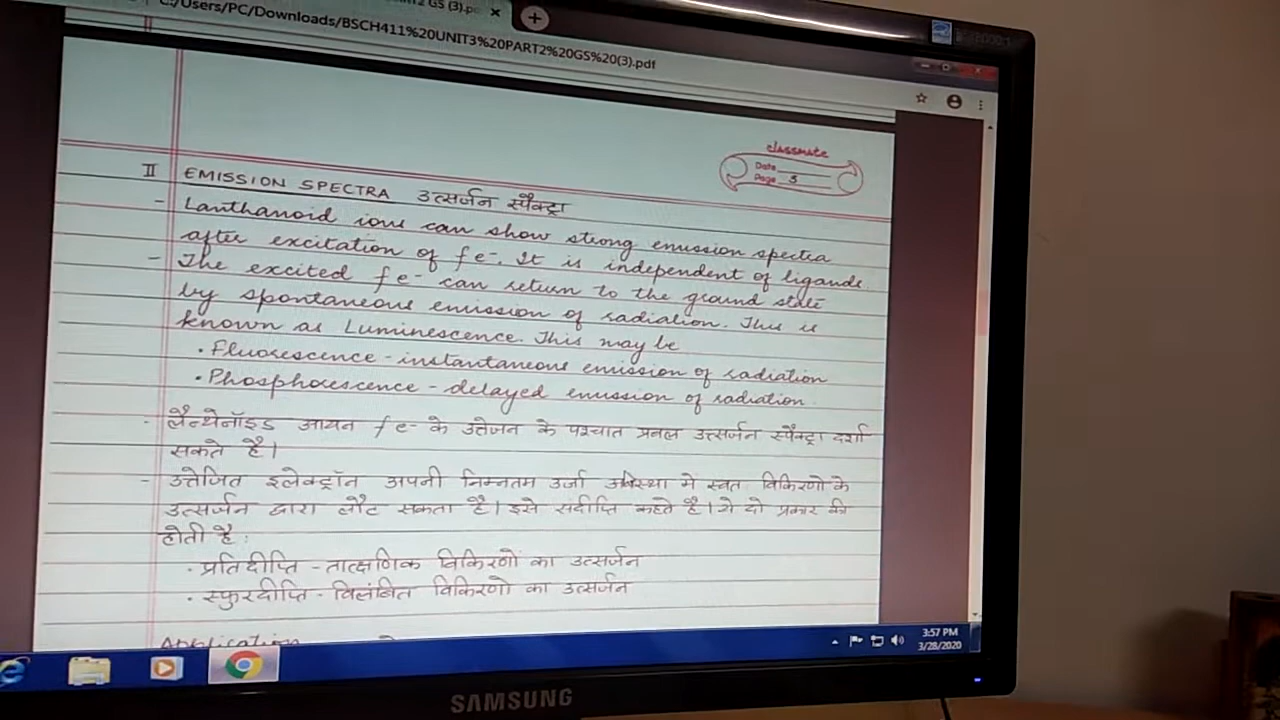 C:/Users/PC/Downloads/BSCH411%20UNIT3%20PART2%20GS%20(3).pdf
classmate
Date
Page 5
II EMISSION SPECTRA उत्सर्जन स्पैक्ट्रा
- Lanthanoid ions can show strong emission spectra
after excitation of f e-. It is independent of ligands.
- The excited f e- can return to the ground state
by spontaneous emission of radiation. This is
known as Luminescence. This may be
• Fluorescence - instantaneous emission of radiation
• Phosphorescence - delayed emission of radiation.
- लैन्थेनॉइड आयन f e- के उत्तेजन के पश्चात प्रबल उत्सर्जन स्पैक्ट्रा दर्शा
सकते है।
- उत्तेजित इलेक्ट्रॉन अपनी निम्नतम उर्जा अवस्था मे स्वत विकिरणो के
उत्सर्जन द्वारा लौट सकता है। इसे संदीप्ति कहते है। ये दो प्रकार की
होती है :
• प्रतिदीप्ति - तात्क्षणिक विकिरणों का उत्सर्जन
• स्फुरदीप्ति - विलंबित विकिरणो का उत्सर्जन
Application
3:57 PM
3/28/2020
SAMSUNG